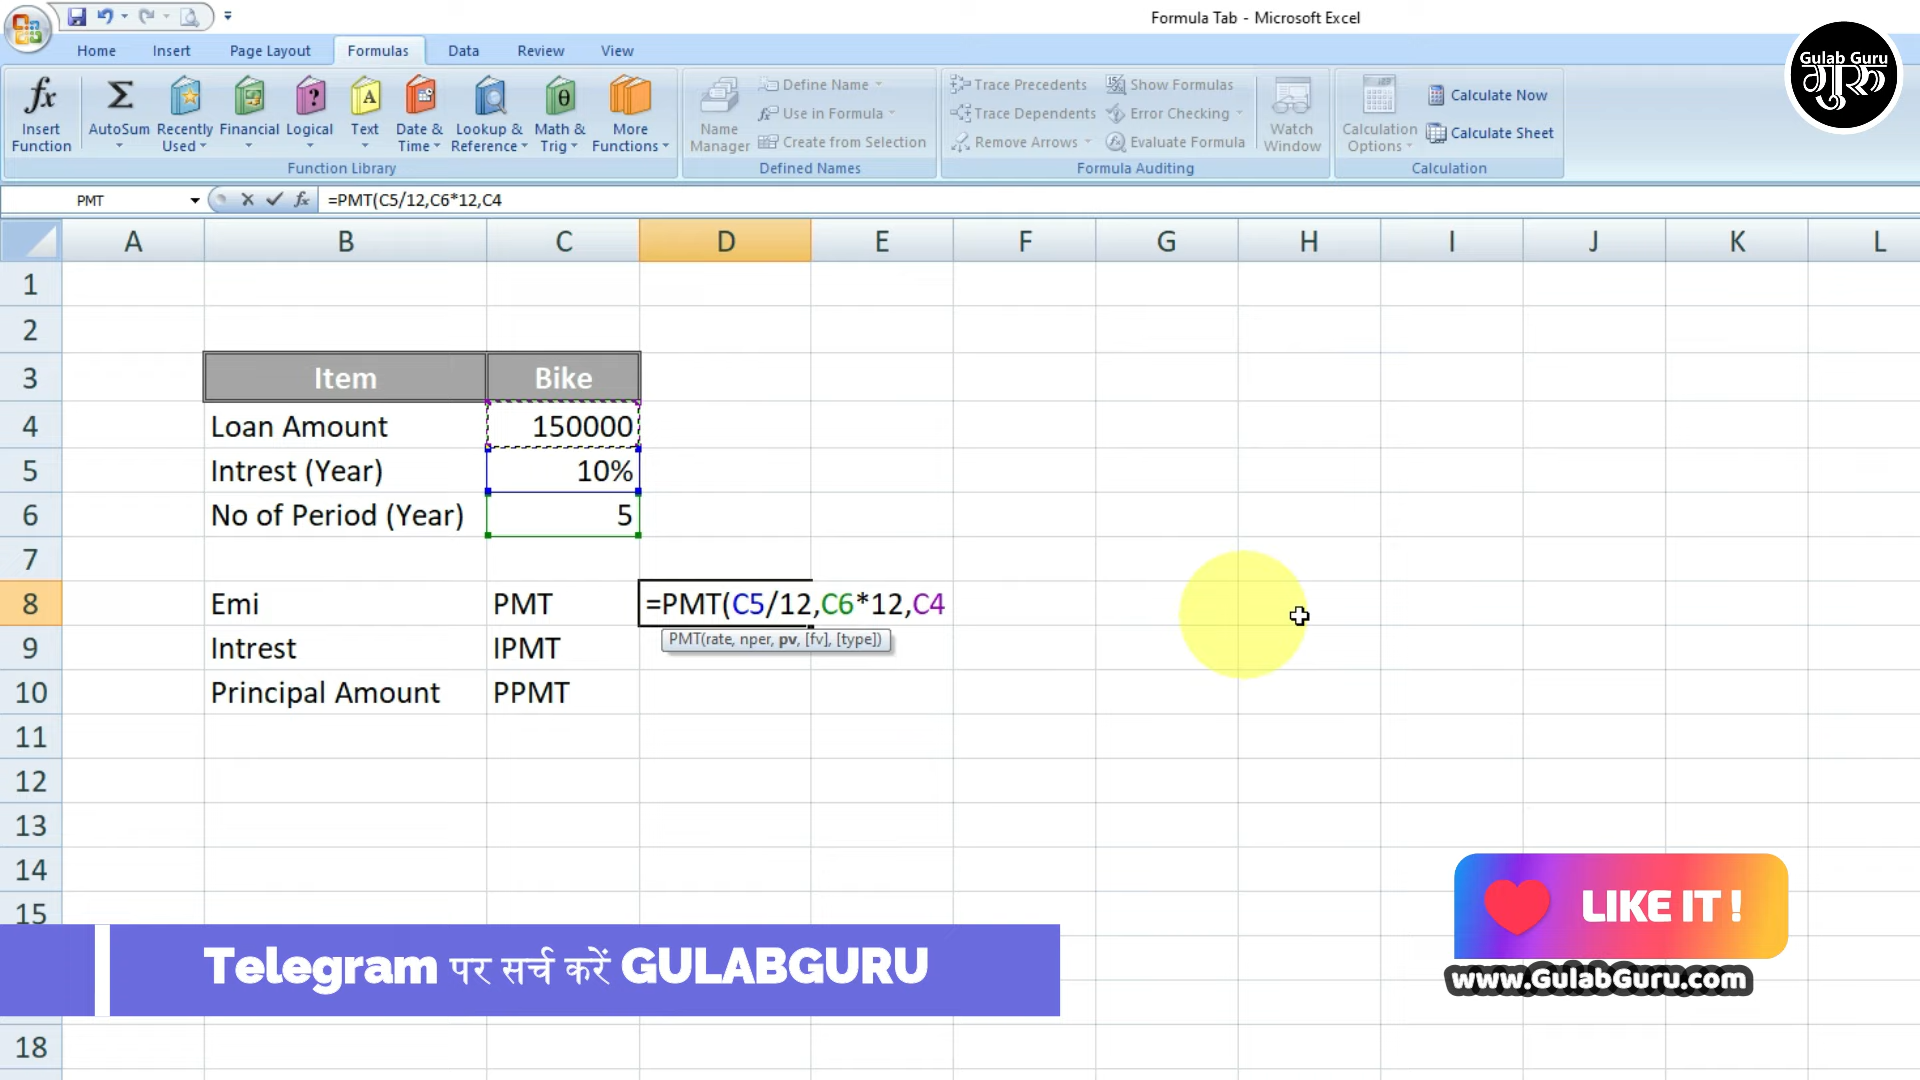 Formula Tab - Microsoft Excel
Home Insert Page Layout Formulas Data Review View
Gulab Guru
गुरु
fx Insert Function
Σ AutoSum
Recently Used
Financial
Logical
Text
Date & Time
Lookup & Reference
Math & Trig
More Functions
Function Library
Name Manager
Define Name
Use in Formula
Create from Selection
Defined Names
Trace Precedents
Trace Dependents
Remove Arrows
Show Formulas
Error Checking
Evaluate Formula
Watch Window
Formula Auditing
Calculation Options
Calculate Now
Calculate Sheet
Calculation
PMT fx =PMT(C5/12,C6*12,C4
A B C D E F G H I J K L
1
2
3 Item Bike
4 Loan Amount 150000
5 Intrest (Year) 10%
6 No of Period (Year) 5
7
8 Emi PMT =PMT(C5/12,C6*12,C4
PMT(rate, nper, pv, [fv], [type])
9 Intrest IPMT
10 Principal Amount PPMT
11
12
13
14
15
18
LIKE IT !
Telegram पर सर्च करें GULABGURU
www.GulabGuru.com